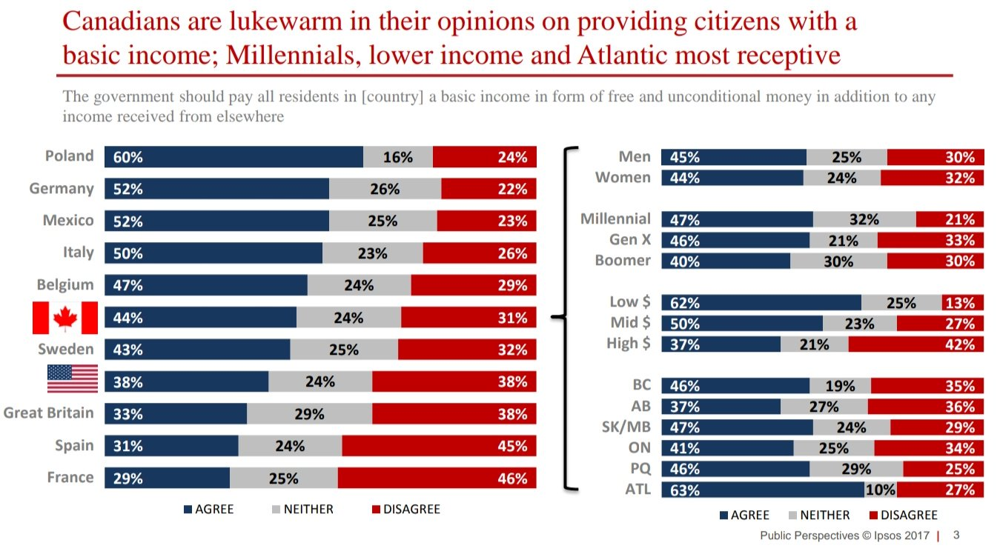 Canadians are lukewarm in their opinions on providing citizens with a
basic income; Millennials, lower income and Atlantic most receptive
The government should pay all residents in [country] a basic income in form of free and unconditional money in addition to any
income received from elsewhere
Poland 60% 16% 24%
Germany 52% 26% 22%
Mexico 52% 25% 23%
Italy 50% 23% 26%
Belgium 47% 24% 29%
44% 24% 31%
Sweden 43% 25% 32%
38% 24% 38%
Great Britain 33% 29% 38%
Spain 31% 24% 45%
France 29% 25% 46%
AGREE NEITHER DISAGREE
Men 45% 25% 30%
Women 44% 24% 32%
Millennial 47% 32% 21%
Gen X 46% 21% 33%
Boomer 40% 30% 30%
Low $ 62% 25% 13%
Mid $ 50% 23% 27%
High $ 37% 21% 42%
BC 46% 19% 35%
AB 37% 27% 36%
SK/MB 47% 24% 29%
ON 41% 25% 34%
PQ 46% 29% 25%
ATL 63% 10% 27%
AGREE NEITHER DISAGREE
Public Perspectives © Ipsos 2017 | 3